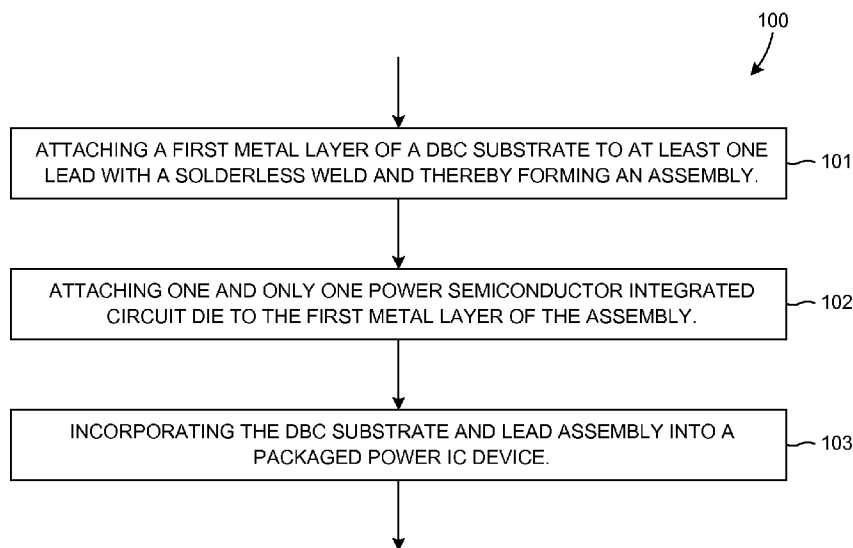 100
ATTACHING A FIRST METAL LAYER OF A DBC SUBSTRATE TO AT LEAST ONE
LEAD WITH A SOLDERLESS WELD AND THEREBY FORMING AN ASSEMBLY.
101
ATTACHING ONE AND ONLY ONE POWER SEMICONDUCTOR INTEGRATED
CIRCUIT DIE TO THE FIRST METAL LAYER OF THE ASSEMBLY.
102
INCORPORATING THE DBC SUBSTRATE AND LEAD ASSEMBLY INTO A
PACKAGED POWER IC DEVICE.
103